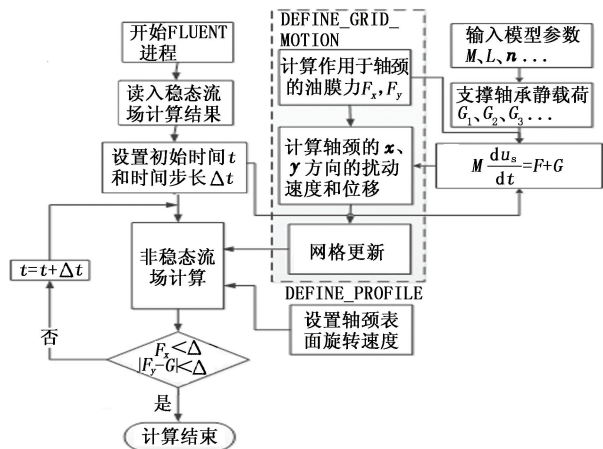 开始FLUENT
进程
读入稳态流
场计算结果
设置初始时间t
和时间步长Δt
t=t+Δt
非稳态流
场计算
否
F_x<Δ
|F_y−G|<Δ
是
计算结束
DEFINE_GRID_
MOTION
计算作用于轴颈
的油膜力F_x,F_y
计算轴颈的x、
y方向的扰动
速度和位移
网格更新
DEFINE_PROFILE
设置轴颈表
面旋转速度
输入模型参数
M、L、n...
支撑轴承静载荷
G_1、G_2、G_3...
M du_s/dt=F+G